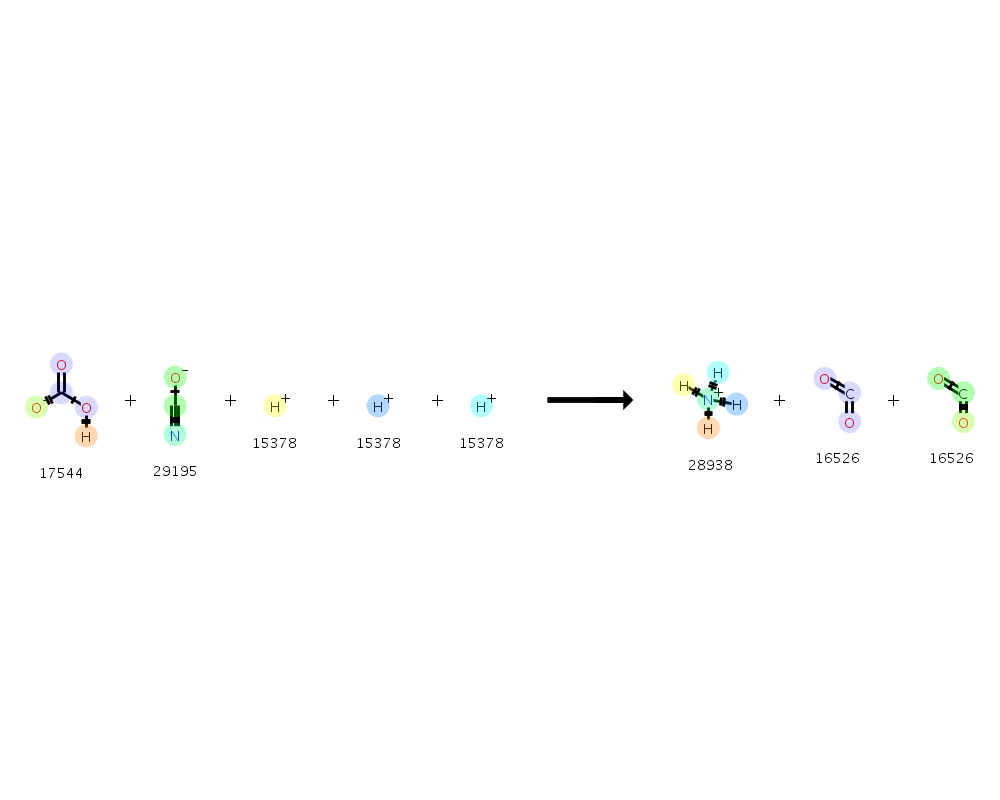 O
O⁻ O
H
17544
+
O⁻
N
29195
+
H⁺
15378
+
H⁺
15378
+
H⁺
15378
H
H
N⁺ H
H
28938
+
O
C
O
16526
+
O
C
O
16526